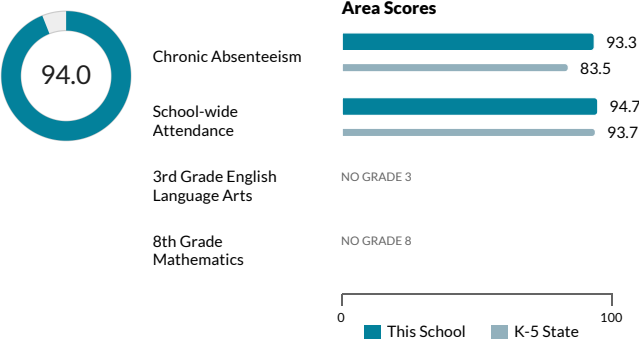 Area Scores
94.0
Chronic Absenteeism
93.3
83.5
School-wide
Attendance
94.7
93.7
3rd Grade English
Language Arts
NO GRADE 3
8th Grade
Mathematics
NO GRADE 8
0
100
This School
K-5 State